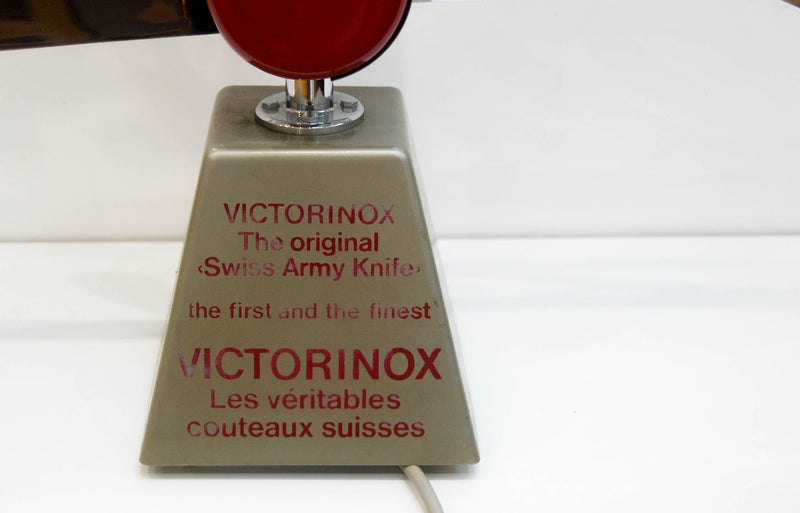 VICTORINOX
The original
‹Swiss Army Knife›
the first and the finest
VICTORINOX
Les véritables
couteaux suisses